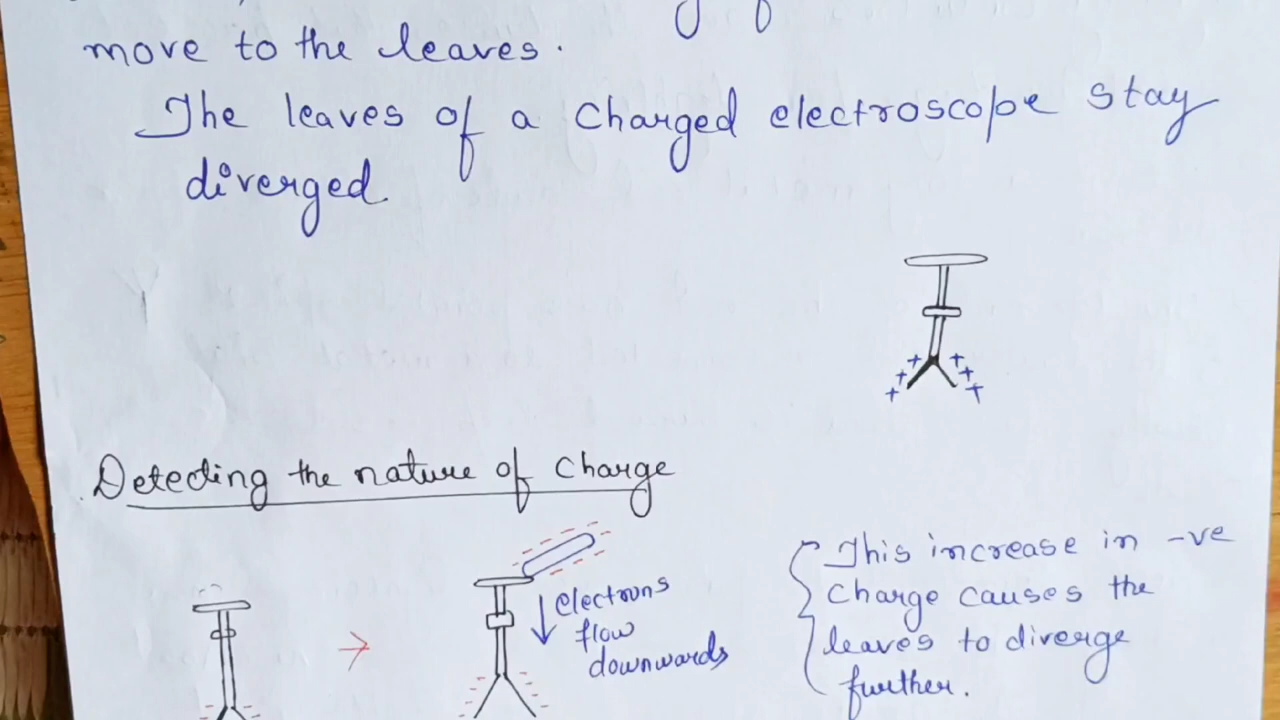 move to the leaves.
The leaves of a charged electroscope stay
diverged
+ + + + + +
Detecting the nature of charge
electrons
flow
downwards
This increase in -ve
charge causes the
leaves to diverge
further.